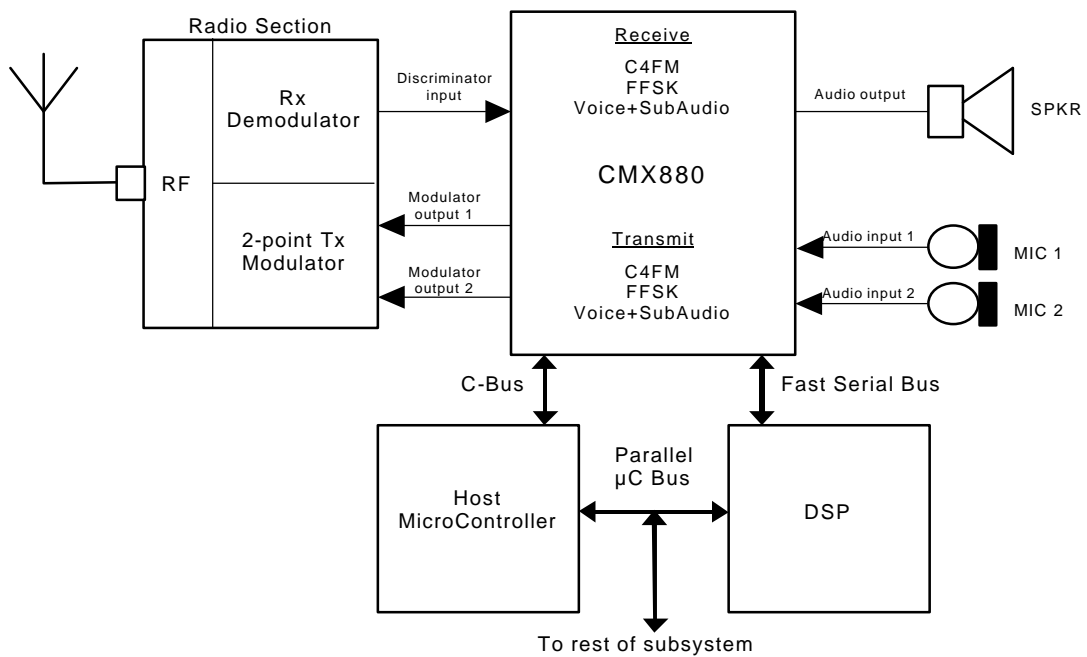 Radio Section
RF
Rx
Demodulator
2-point Tx
Modulator
Discriminator
input
Modulator
output 1
Modulator
output 2
Receive
C4FM
FFSK
Voice+SubAudio
CMX880
Transmit
C4FM
FFSK
Voice+SubAudio
Audio output
SPKR
Audio input 1
MIC 1
Audio input 2
MIC 2
C-Bus
Fast Serial Bus
Host
MicroController
Parallel
µC Bus
DSP
To rest of subsystem